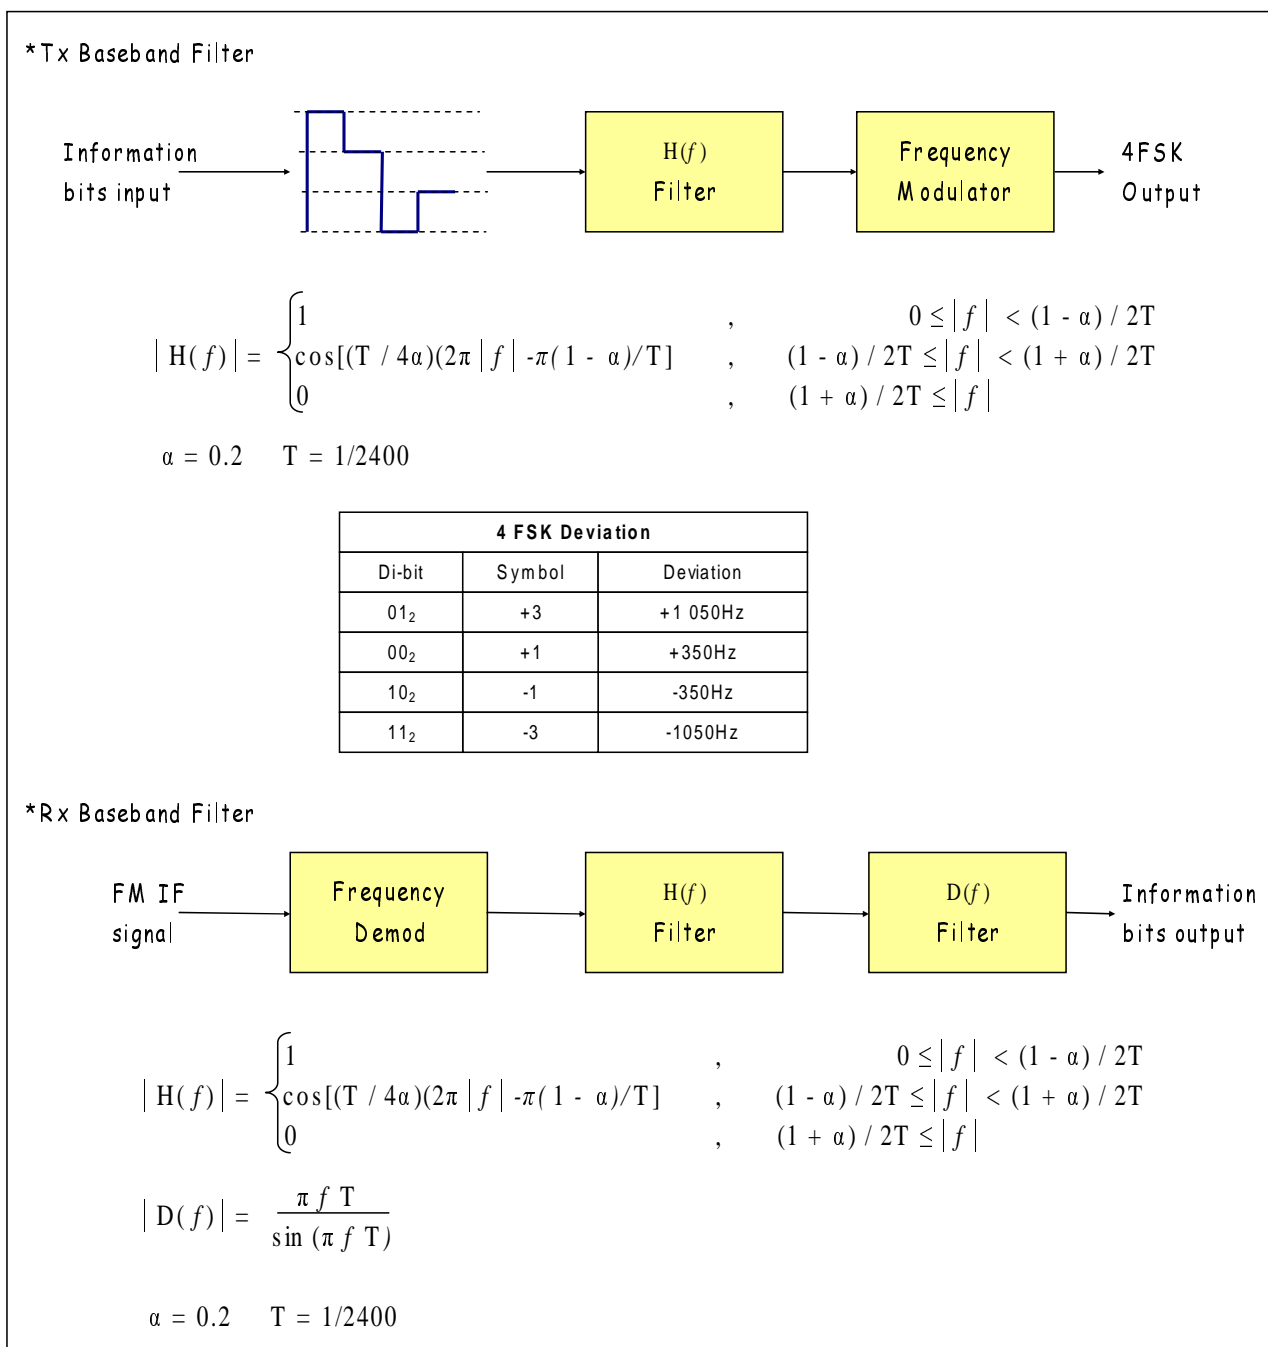 *Tx Baseband Filter
Information
bits input
H(f)
Filter
Frequency
Modulator
4FSK
Output
| H(f) | = { 1 , 0 ≤ | f | < (1 - α) / 2T
cos[(T / 4α)(2π | f | -π(1 - α)/T] , (1 - α) / 2T ≤ | f | < (1 + α) / 2T
0 , (1 + α) / 2T ≤ | f |
α = 0.2 T = 1/2400
4 FSK Deviation
Di-bit Symbol Deviation
01₂ +3 +1 050Hz
00₂ +1 +350Hz
10₂ -1 -350Hz
11₂ -3 -1050Hz
*Rx Baseband Filter
FM IF
signal
Frequency
Demod
H(f)
Filter
D(f)
Filter
Information
bits output
| H(f) | = { 1 , 0 ≤ | f | < (1 - α) / 2T
cos[(T / 4α)(2π | f | -π(1 - α)/T] , (1 - α) / 2T ≤ | f | < (1 + α) / 2T
0 , (1 + α) / 2T ≤ | f |
| D(f) | = π f T / sin (π f T)
α = 0.2 T = 1/2400